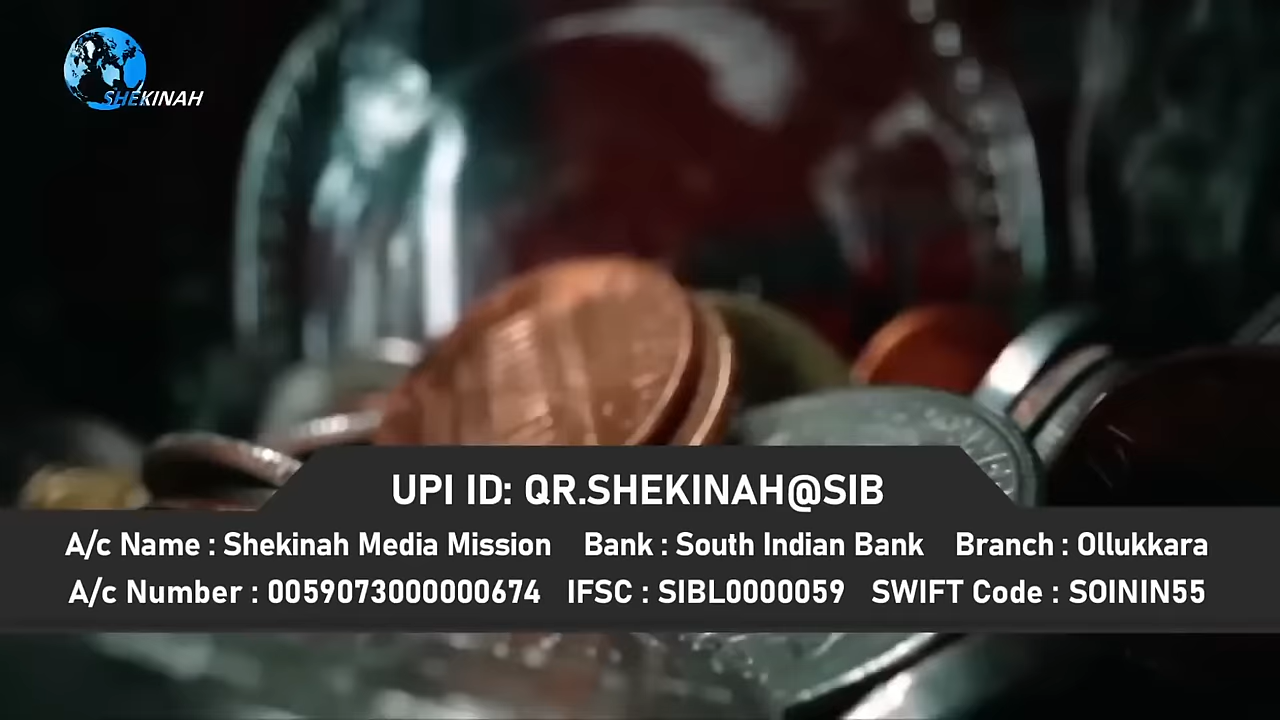 SHEKINAH
UPI ID: QR.SHEKINAH@SIB
A/c Name : Shekinah Media Mission Bank : South Indian Bank Branch : Ollukkara
A/c Number : 0059073000000674 IFSC : SIBL0000059 SWIFT Code : SOININ55